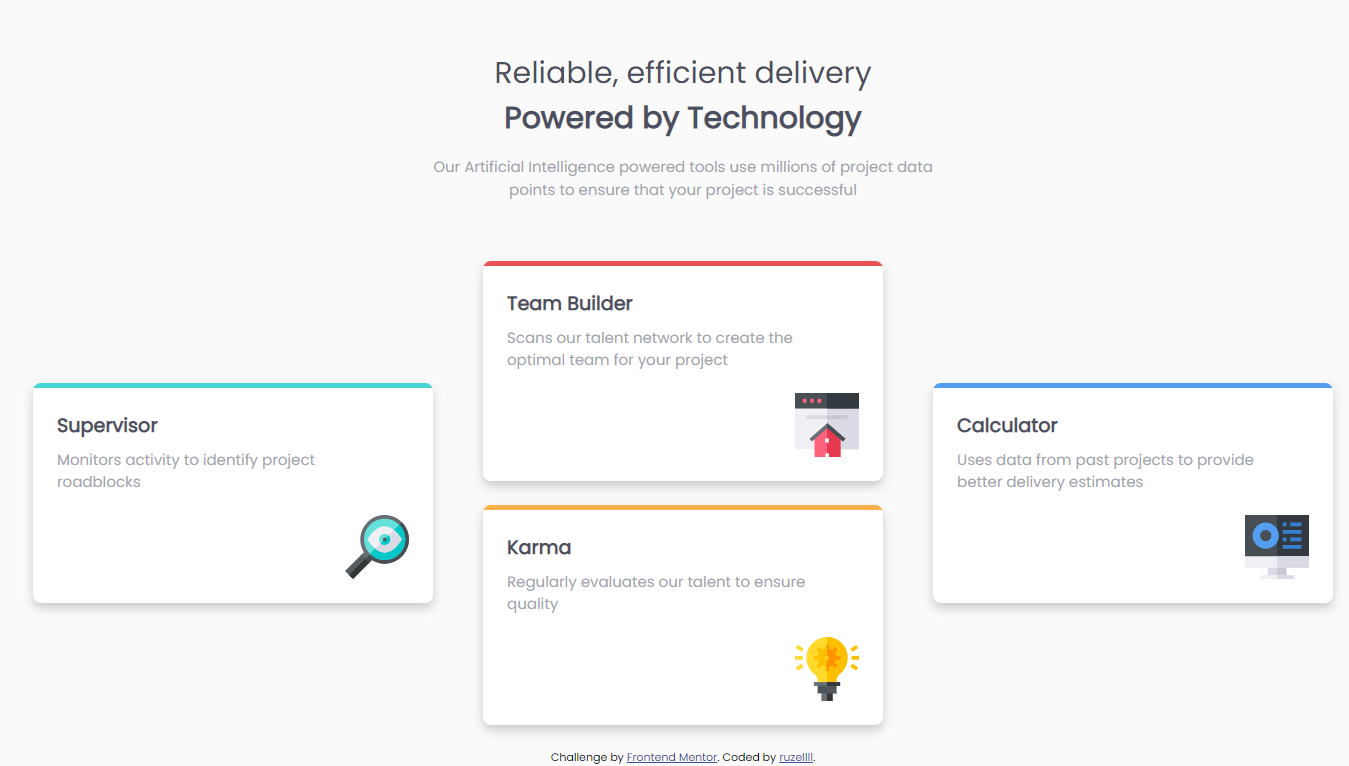 Reliable, efficient delivery
Powered by Technology
Our Artificial Intelligence powered tools use millions of project data
points to ensure that your project is successful
Supervisor
Monitors activity to identify project
roadblocks
Team Builder
Scans our talent network to create the
optimal team for your project
Karma
Regularly evaluates our talent to ensure
quality
Calculator
Uses data from past projects to provide
better delivery estimates
Challenge by Frontend Mentor. Coded by ruzellll.